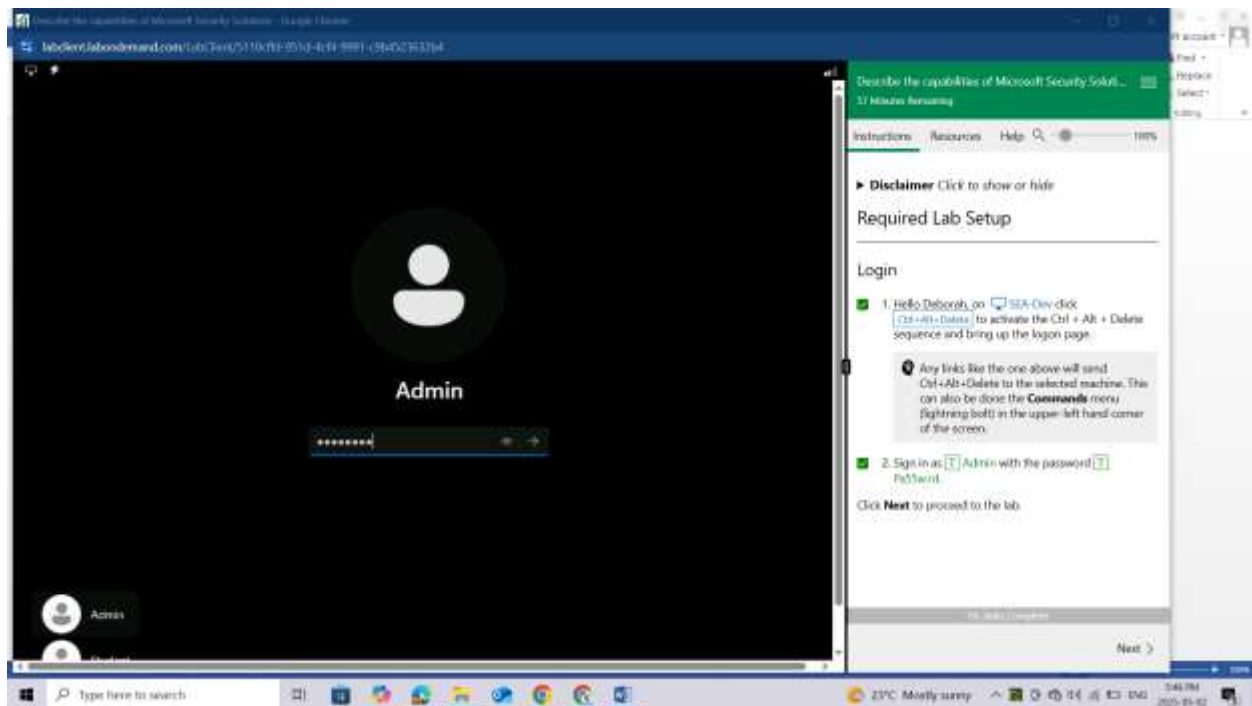 Describe the capabilities of Microsoft Security Solutions - Google Chrome
Describe the capabilities of Microsoft Security Soluti...
57 Minutes Remaining
Instructions Resources Help 100%
Find
Replace
Select
Editing
▶ Disclaimer Click to show or hide
Required Lab Setup
Login
1. Hello Deborah, on SEA-Dev click
Ctrl+Alt+Delete to activate the Ctrl + Alt + Delete
sequence and bring up the logon page.
Any links like the one above will send
Ctrl+Alt+Delete to the selected machine. This
can also be done the Commands menu
(lightning bolt) in the upper-left hand corner
of the screen.
2. Sign in as T Admin with the password T
Click Next to proceed to the lab.
Next >
Admin
Admin
Type here to search
23°C Mostly sunny
ENG
5:46 PM